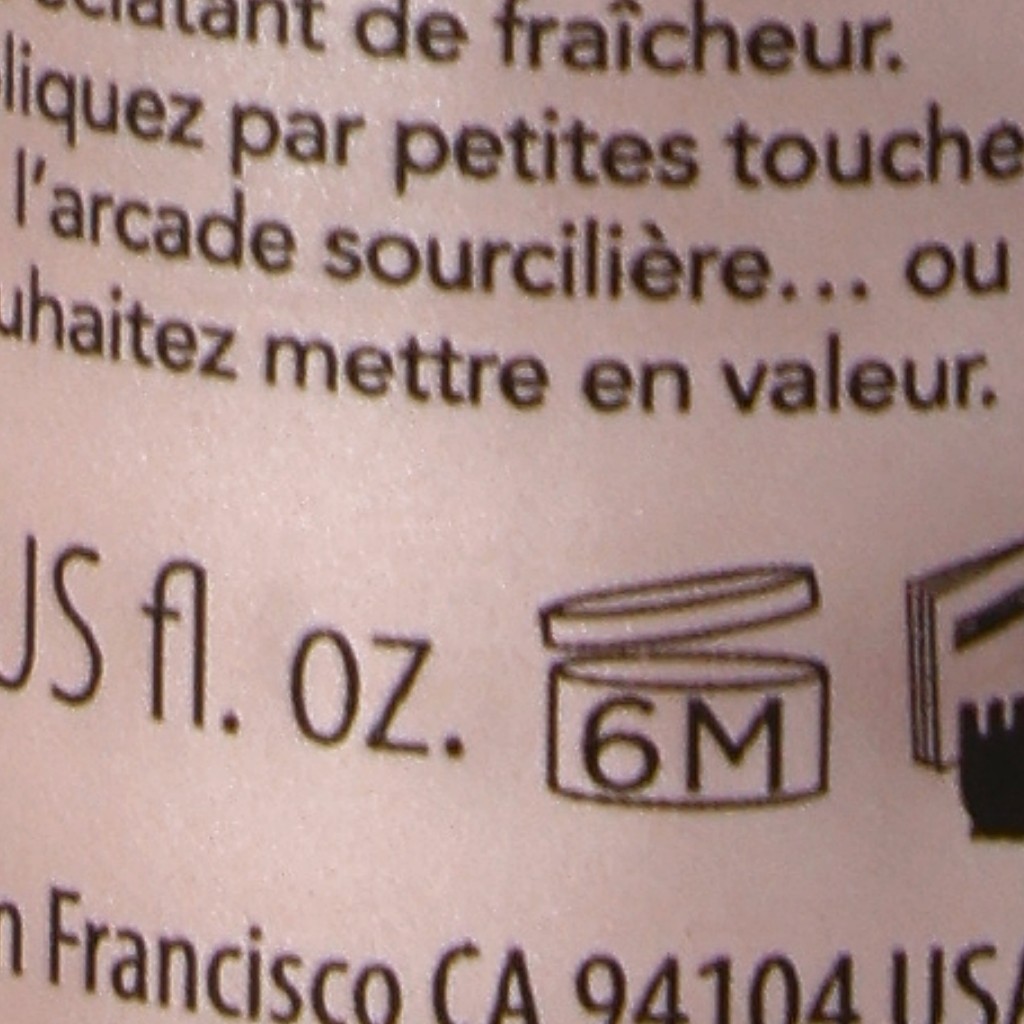 éclatant de fraîcheur.
pliquez par petites touche
l'arcade sourcilière... ou
uhaitez mettre en valeur.
US fl. oz.
6M
n Francisco CA 94104 USA